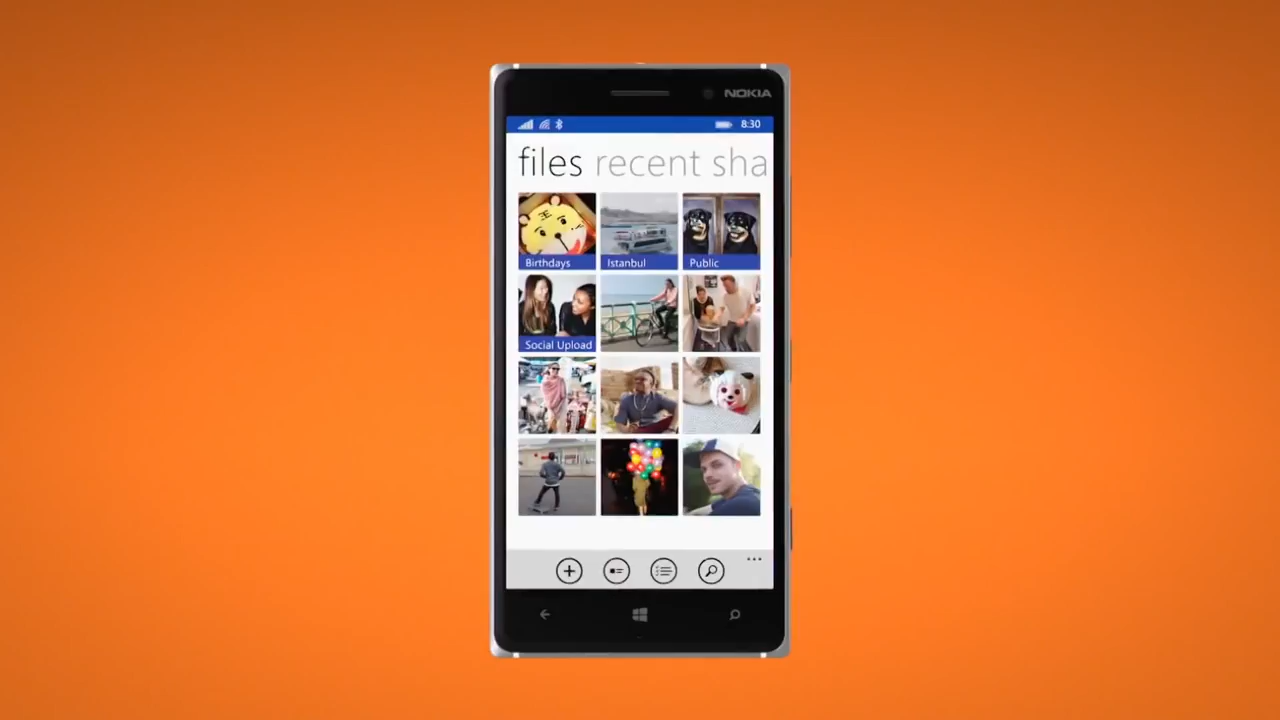 NOKIA
8:30
files recent sha
Birthdays
Istanbul
Public
Social Upload